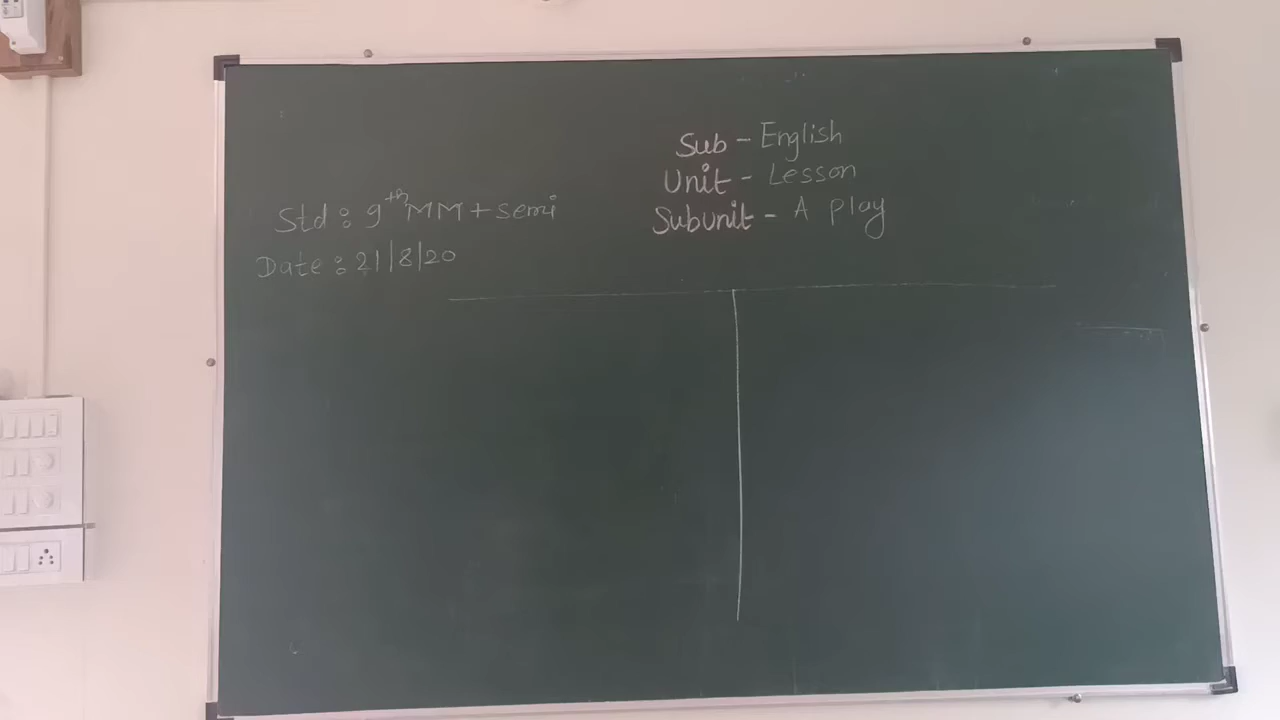 Sub - English
Unit - Lesson
Subunit - A play
Std : 9th MM + semi
Date : 21/8/20